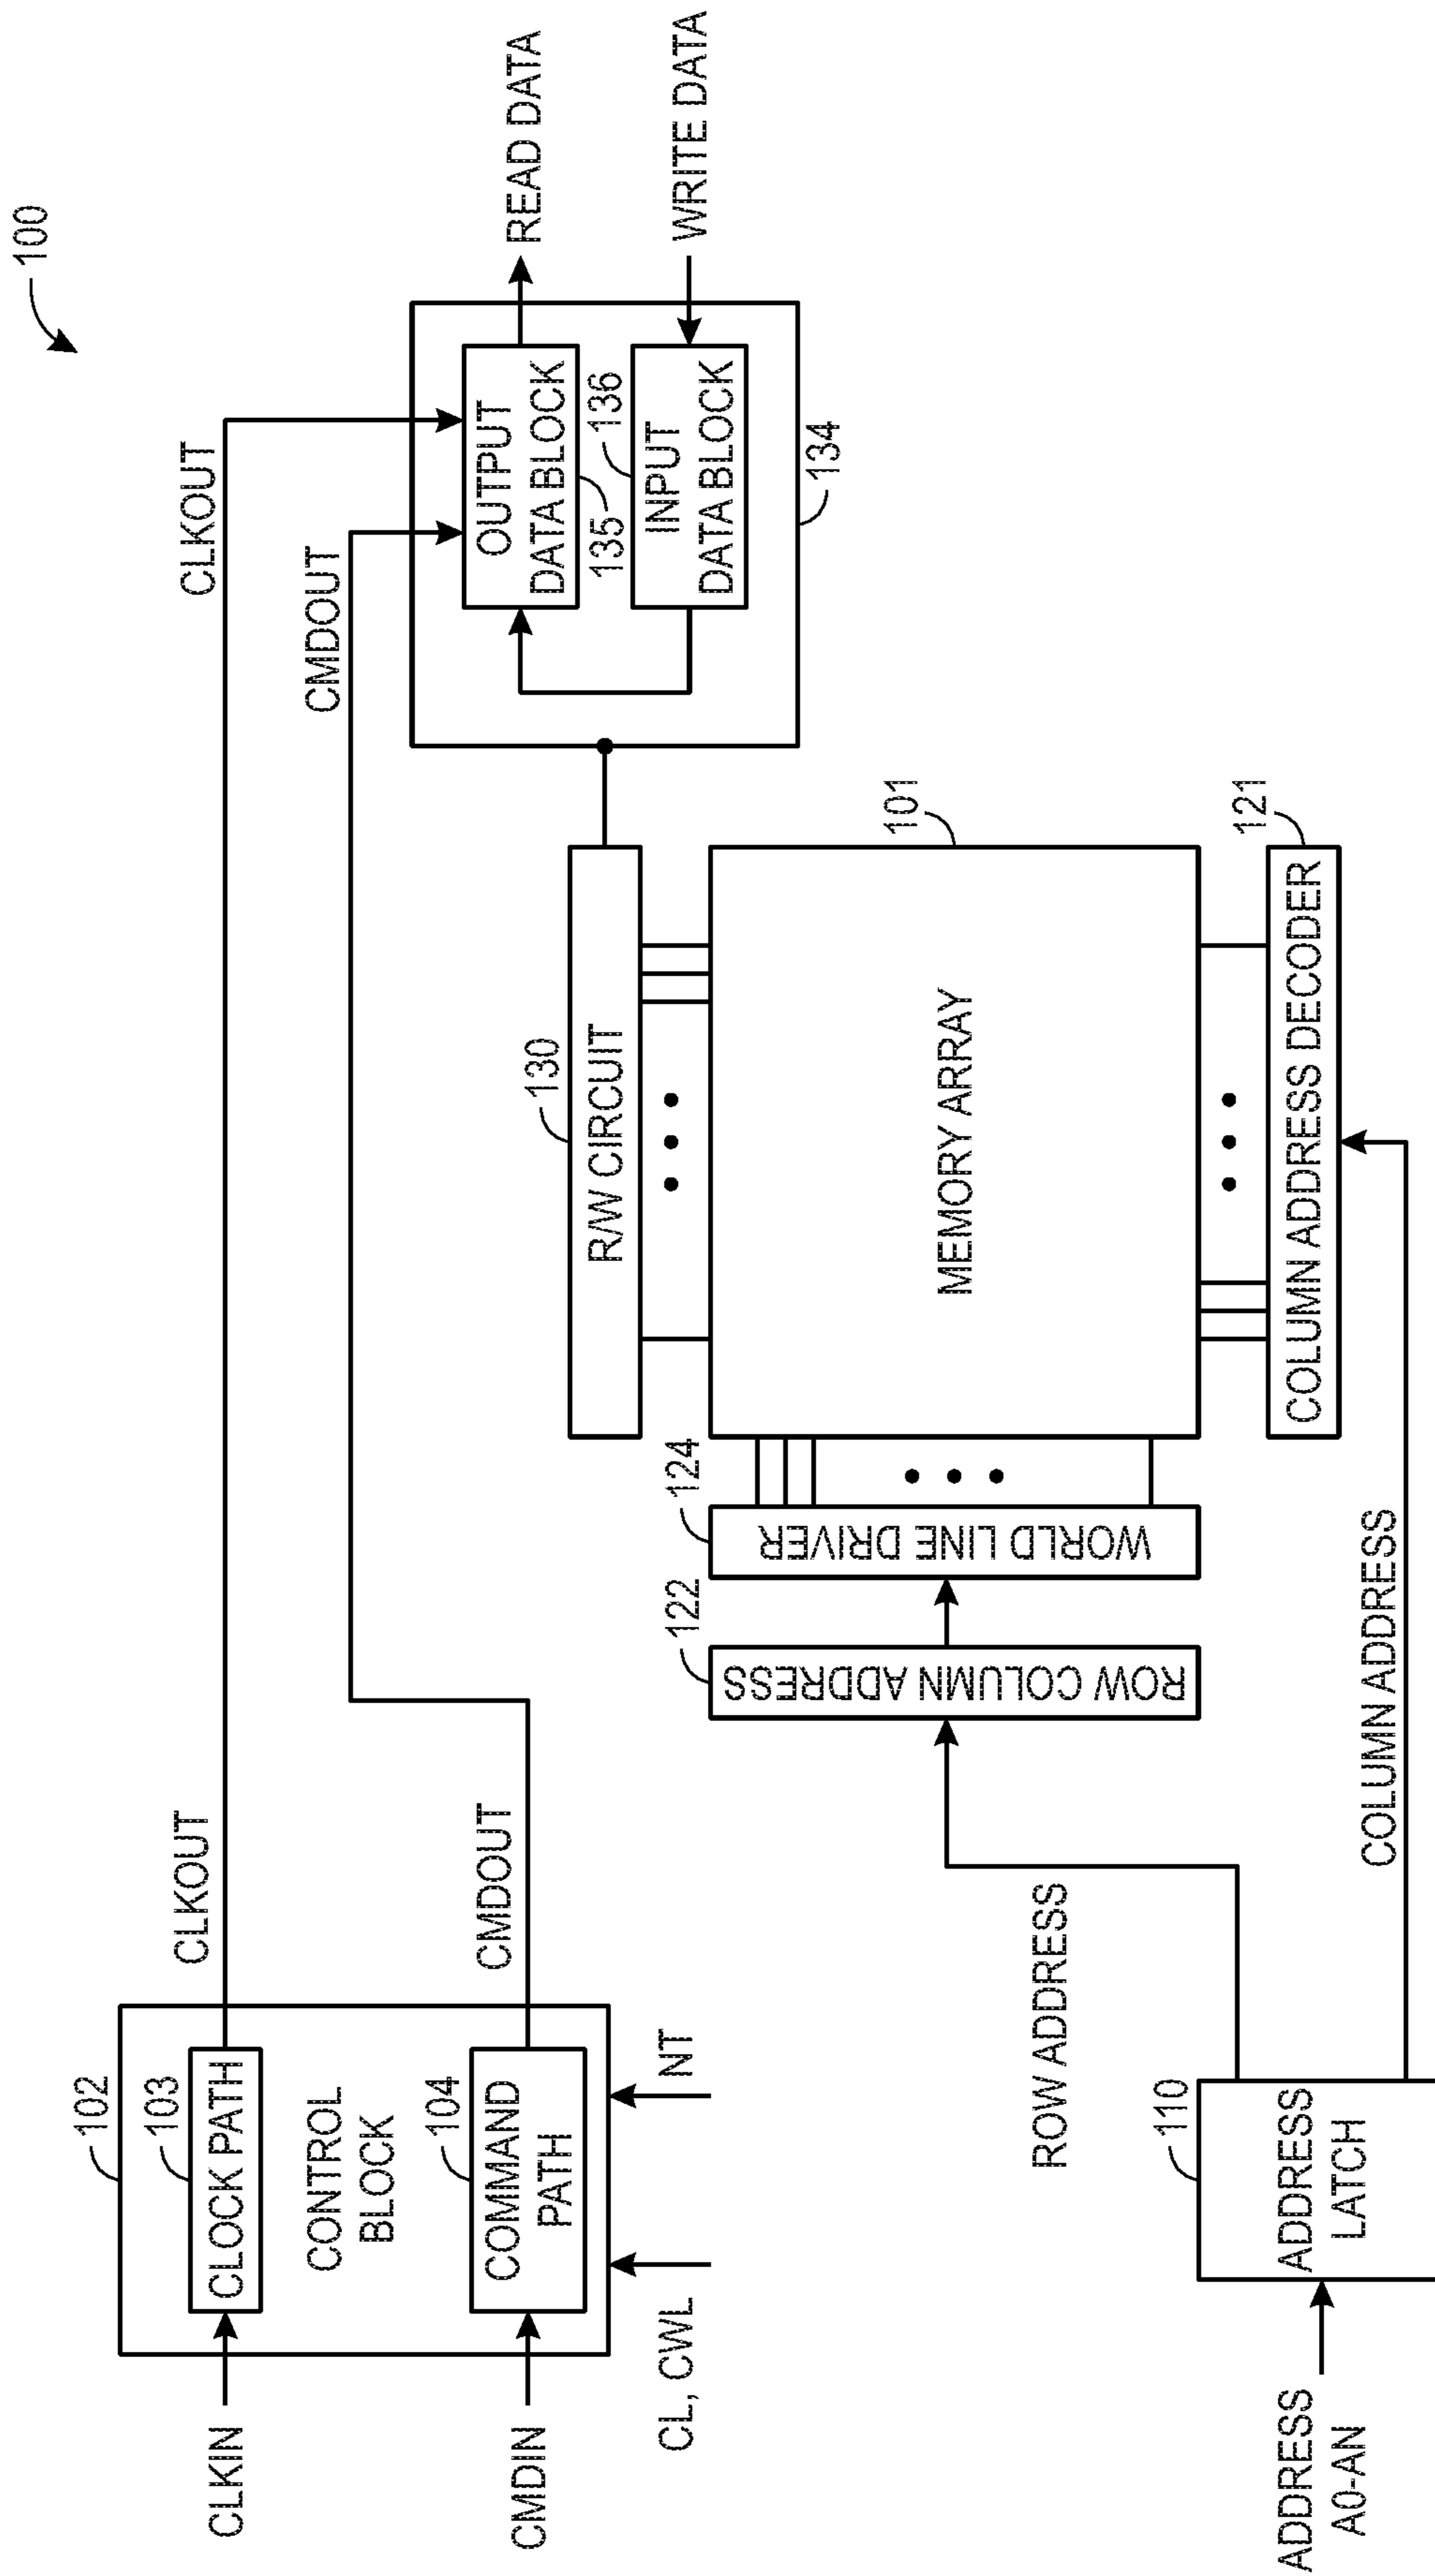 100
CLKOUT
CLKOUT
CMDOUT
CMDOUT
102
103
CLOCK PATH
CONTROL
BLOCK
104
COMMAND
PATH
CLKIN
CMDIN
CL, CWL
NT
OUTPUT
DATA BLOCK
135
136
INPUT
DATA BLOCK
134
READ DATA
WRITE DATA
130
R/W CIRCUIT
101
MEMORY ARRAY
124
WORLD LINE DRIVER
122
ROW COLUMN ADDRESS
121
COLUMN ADDRESS DECODER
ROW ADDRESS
COLUMN ADDRESS
110
ADDRESS
LATCH
ADDRESS
A0-AN